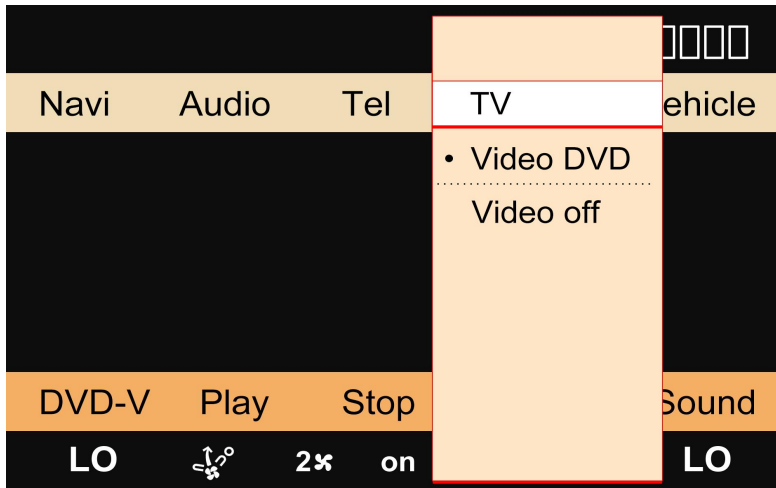 Navi Audio Tel TV ehicle
• Video DVD
Video off
DVD-V Play Stop Sound
LO 2 on LO